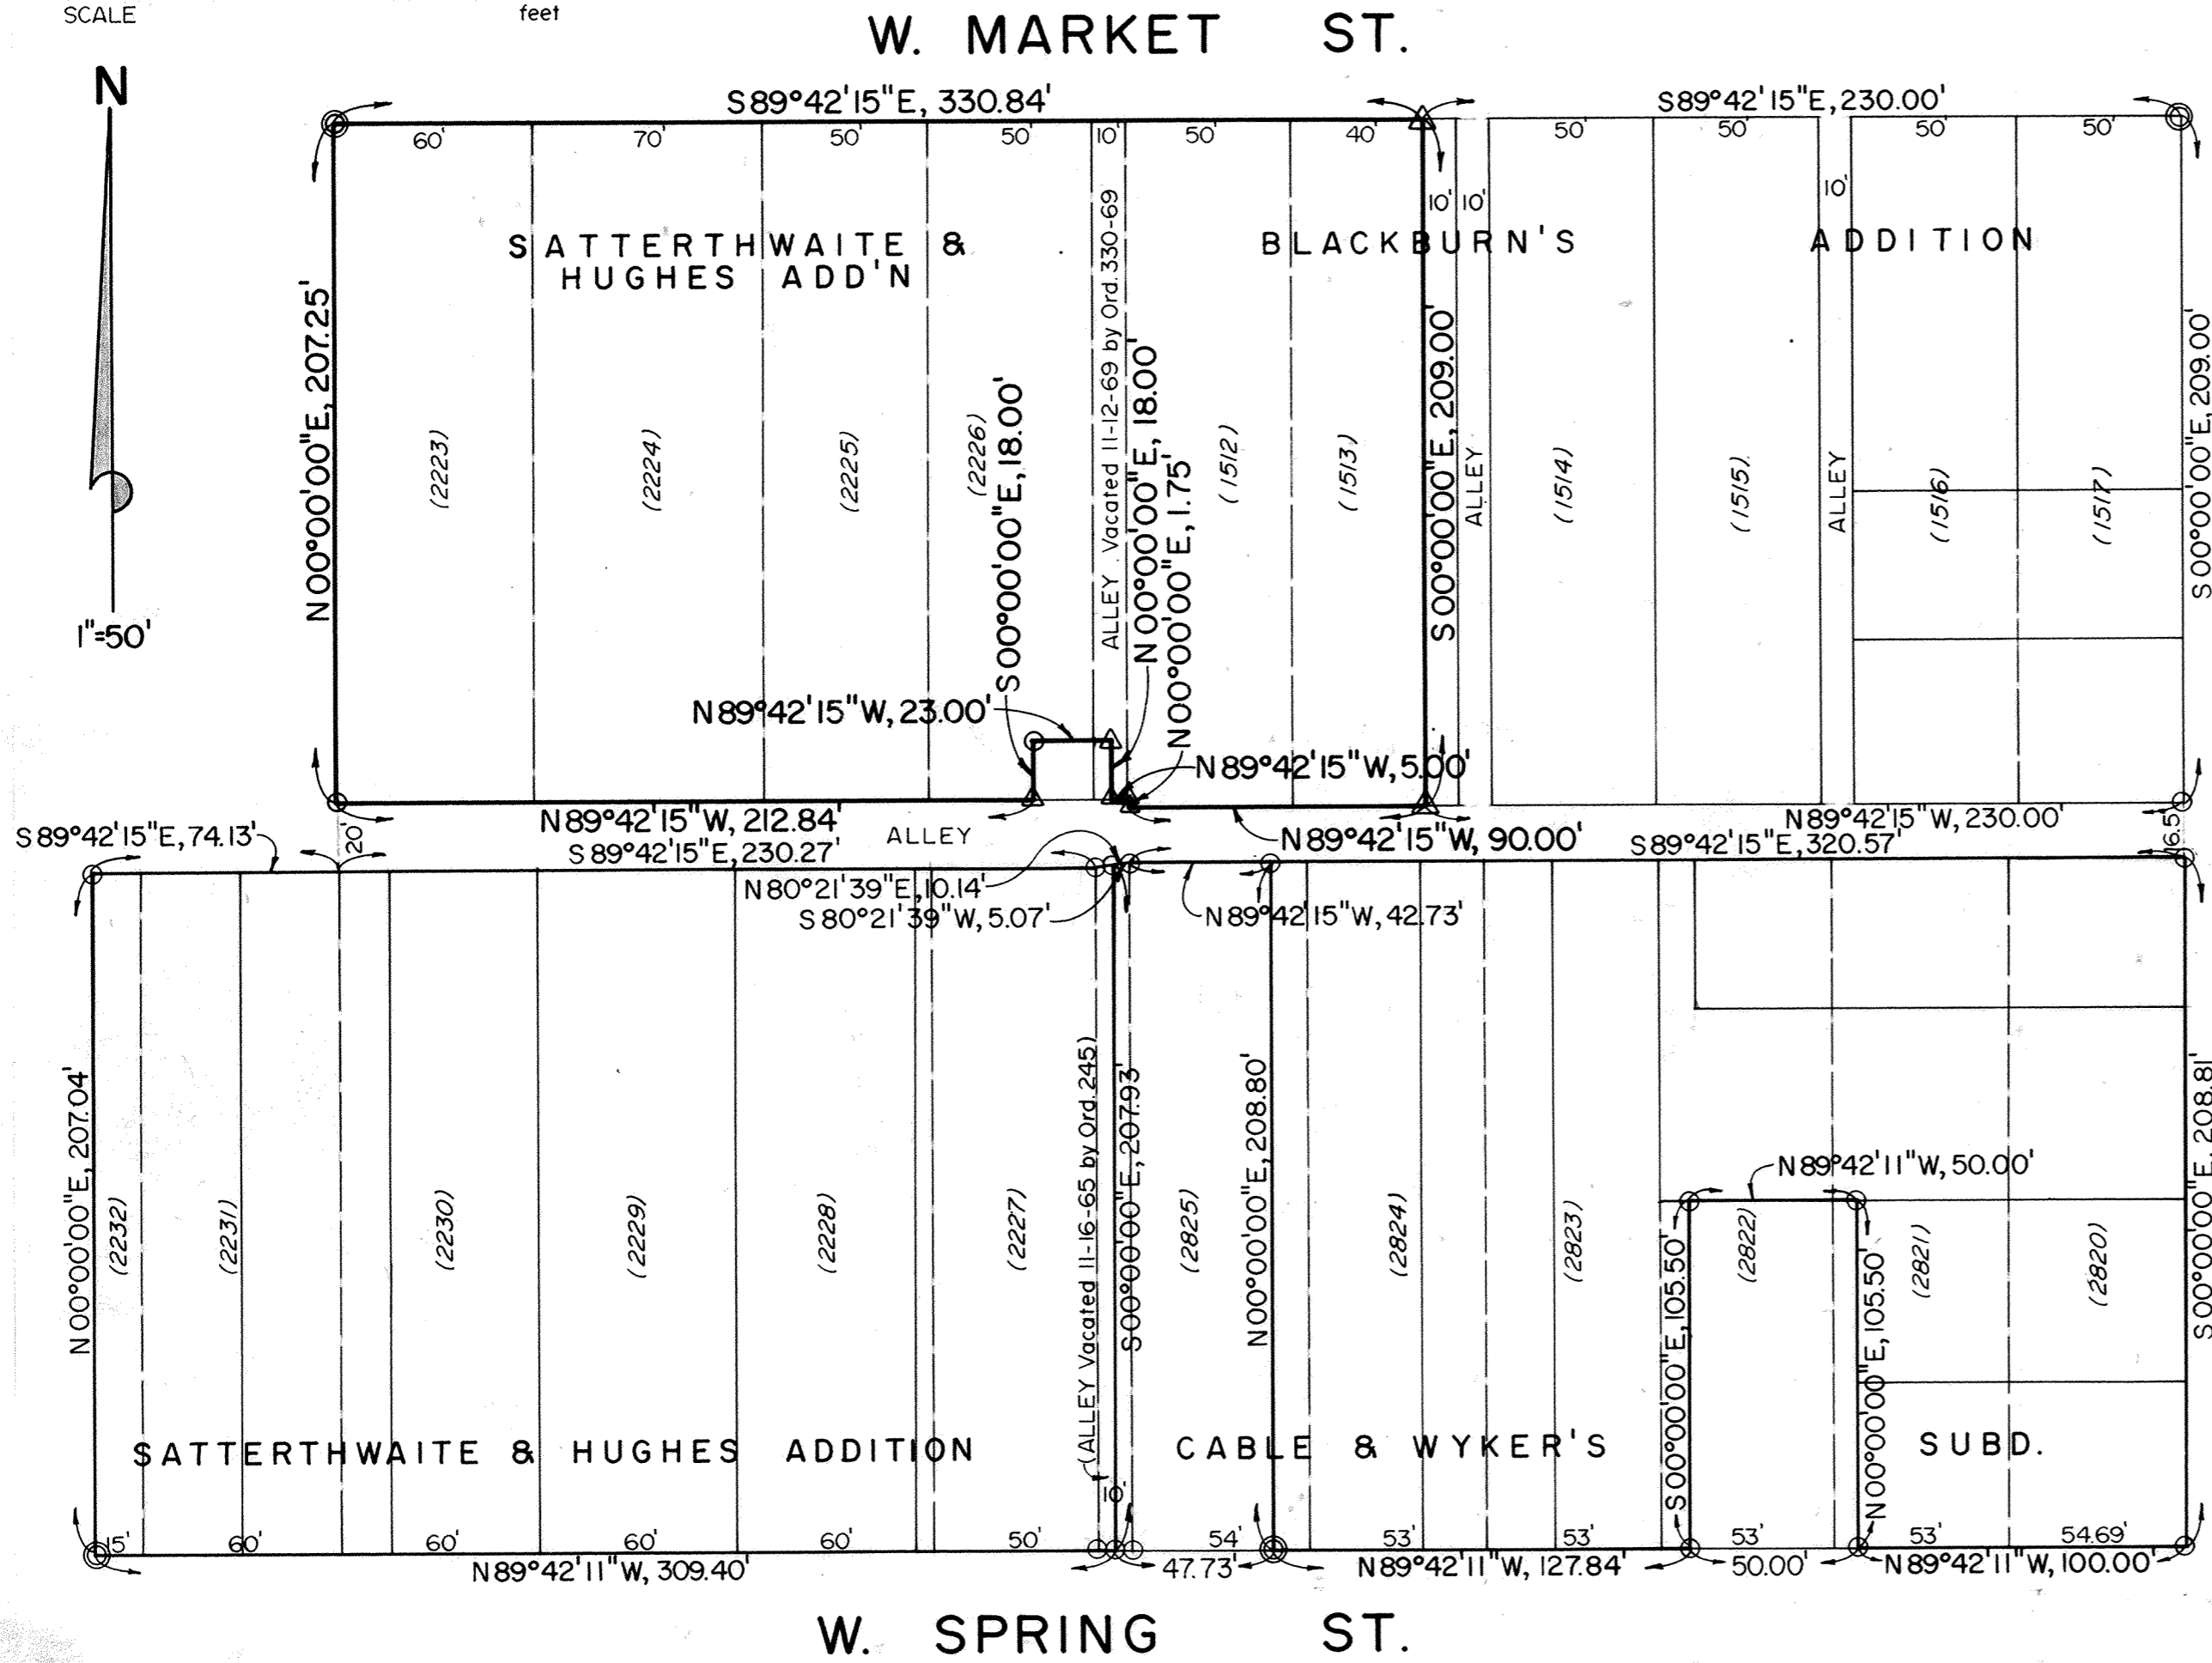 SCALE
feet
W. MARKET ST.
N
S89°42'15"E, 330.84'
S89°42'15"E, 230.00'
60'
70'
50'
50'
10'
50'
40'
50'
50'
50'
50'
10'
10'
10'
SATTERTHWAITE &
HUGHES ADD'N
BLACKBURN'S ADDITION
N00°00'00"E, 207.25'
(2223)
(2224)
(2225)
(2226)
S00°00'00"E, 18.00'
ALLEY. Vacated 11-12-69 by Ord. 330-69
N00°00'00"E, 18.00'
N00°00'00"E, 1.75'
(1512)
(1513)
S00°00'00"E, 209.00'
ALLEY
(1514)
(1515)
ALLEY
(1516)
(1517)
S00°00'00"E, 209.00'
1"=50'
N89°42'15"W, 23.00'
N89°42'15"W, 5.00'
N89°42'15"W, 212.84'
ALLEY
N89°42'15"W, 90.00'
N89°42'15"W, 230.00'
S89°42'15"E, 74.13'
20'
S89°42'15"E, 230.27'
S89°42'15"E, 320.57'
16.5'
N80°21'39"E, 10.14'
S80°21'39"W, 5.07'
N89°42'15"W, 42.73'
N00°00'00"E, 207.04'
(2232)
(2231)
(2230)
(2229)
(2228)
(2227)
(ALLEY Vacated 11-16-65 by Ord. 245)
S00°00'00"E, 207.93'
(2825)
N00°00'00"E, 208.80'
(2824)
(2823)
N89°42'11"W, 50.00'
S00°00'00"E, 105.50'
(2822)
N00°00'00"E, 105.50'
(2821)
(2820)
S00°00'00"E, 208.81'
SATTERTHWAITE & HUGHES ADDITION
CABLE & WYKER'S SUBD.
10'
15'
60'
60'
60'
60'
50'
54'
53'
53'
53'
53'
54.69'
N89°42'11"W, 309.40'
47.73'
N89°42'11"W, 127.84'
50.00'
N89°42'11"W, 100.00'
W. SPRING ST.